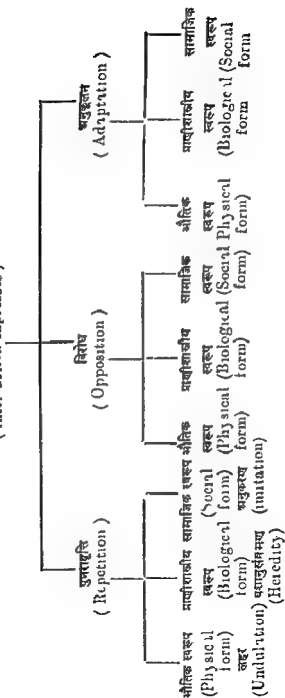 पुनरावृत्ति
( Repetition )
विरोध
( Opposition )
अनुकूलन
( Adaptation )
भौतिक स्वरूप
(Physical
form)
लहर
(Undulation)
प्राणीशास्त्रीय
स्वरूप
(Biological
form)
वंशानुसंक्रमण
(Heredity)
सामाजिक स्वरूप
(Social
form)
अनुकरण
(imitation)
भौतिक
स्वरूप
(Physical
form)
प्राणीशास्त्रीय
स्वरूप
(Biological
form)
सामाजिक
स्वरूप
(Social
form)
भौतिक
स्वरूप
Physical
form)
प्राणीशास्त्रीय
स्वरूप
(Biological
form
सामाजिक
स्वरूप
(Social
form